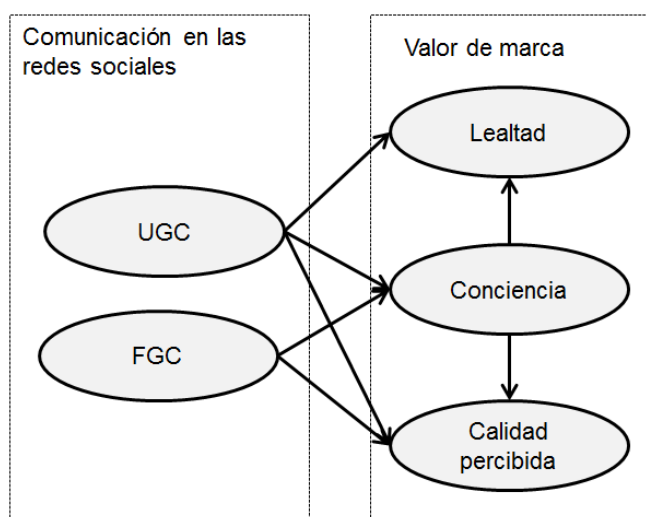 Comunicación en las
redes sociales
Valor de marca
Lealtad
UGC
Conciencia
FGC
Calidad
percibida